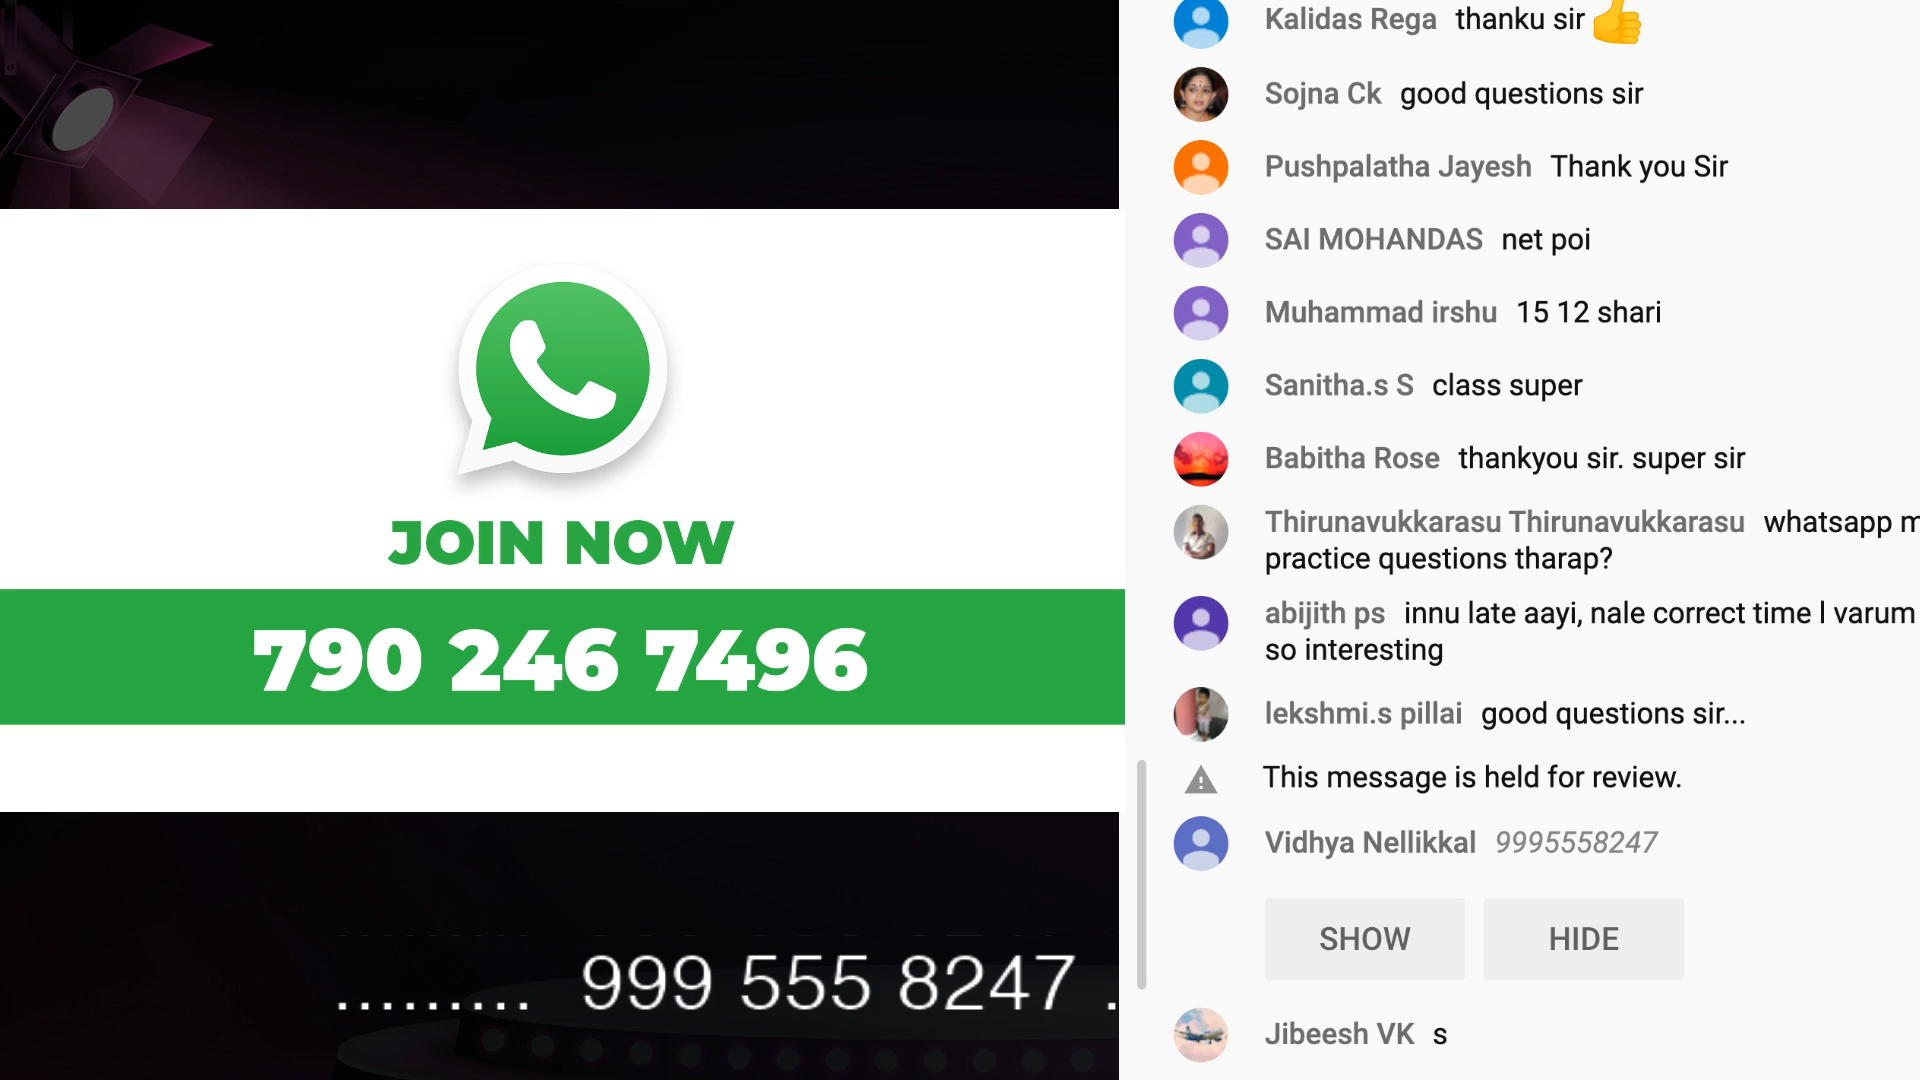 JOIN NOW
790 246 7496
......... 999 555 8247 .
Kalidas Rega thanku sir 👍
Sojna Ck good questions sir
Pushpalatha Jayesh Thank you Sir
SAI MOHANDAS net poi
Muhammad irshu 15 12 shari
Sanitha.s S class super
Babitha Rose thankyou sir. super sir
Thirunavukkarasu Thirunavukkarasu whatsapp
practice questions tharap?
abijith ps innu late aayi, nale correct time l varum
so interesting
lekshmi.s pillai good questions sir...
This message is held for review.
Vidhya Nellikkal 9995558247
SHOW HIDE
Jibeesh VK s